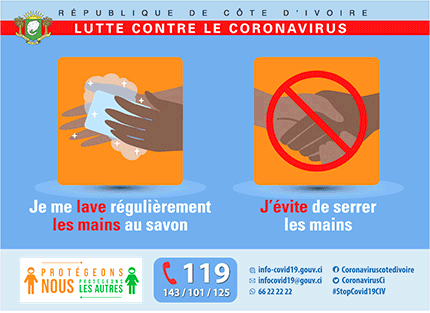 RÉPUBLIQUE DE CÔTE D'IVOIRE
LUTTE CONTRE LE CORONAVIRUS
Je me lave régulièrement
les mains au savon
J'évite de serrer
les mains
PROTÉGEONS
NOUS
PROTÉGEONS
LES AUTRES
119
143 / 101 / 125
info-covid19.gouv.ci
infocovid19@gouv.ci
66 22 22 22
Coronaviruscotedivoire
CoronavirusCi
#StopCovid19CIV